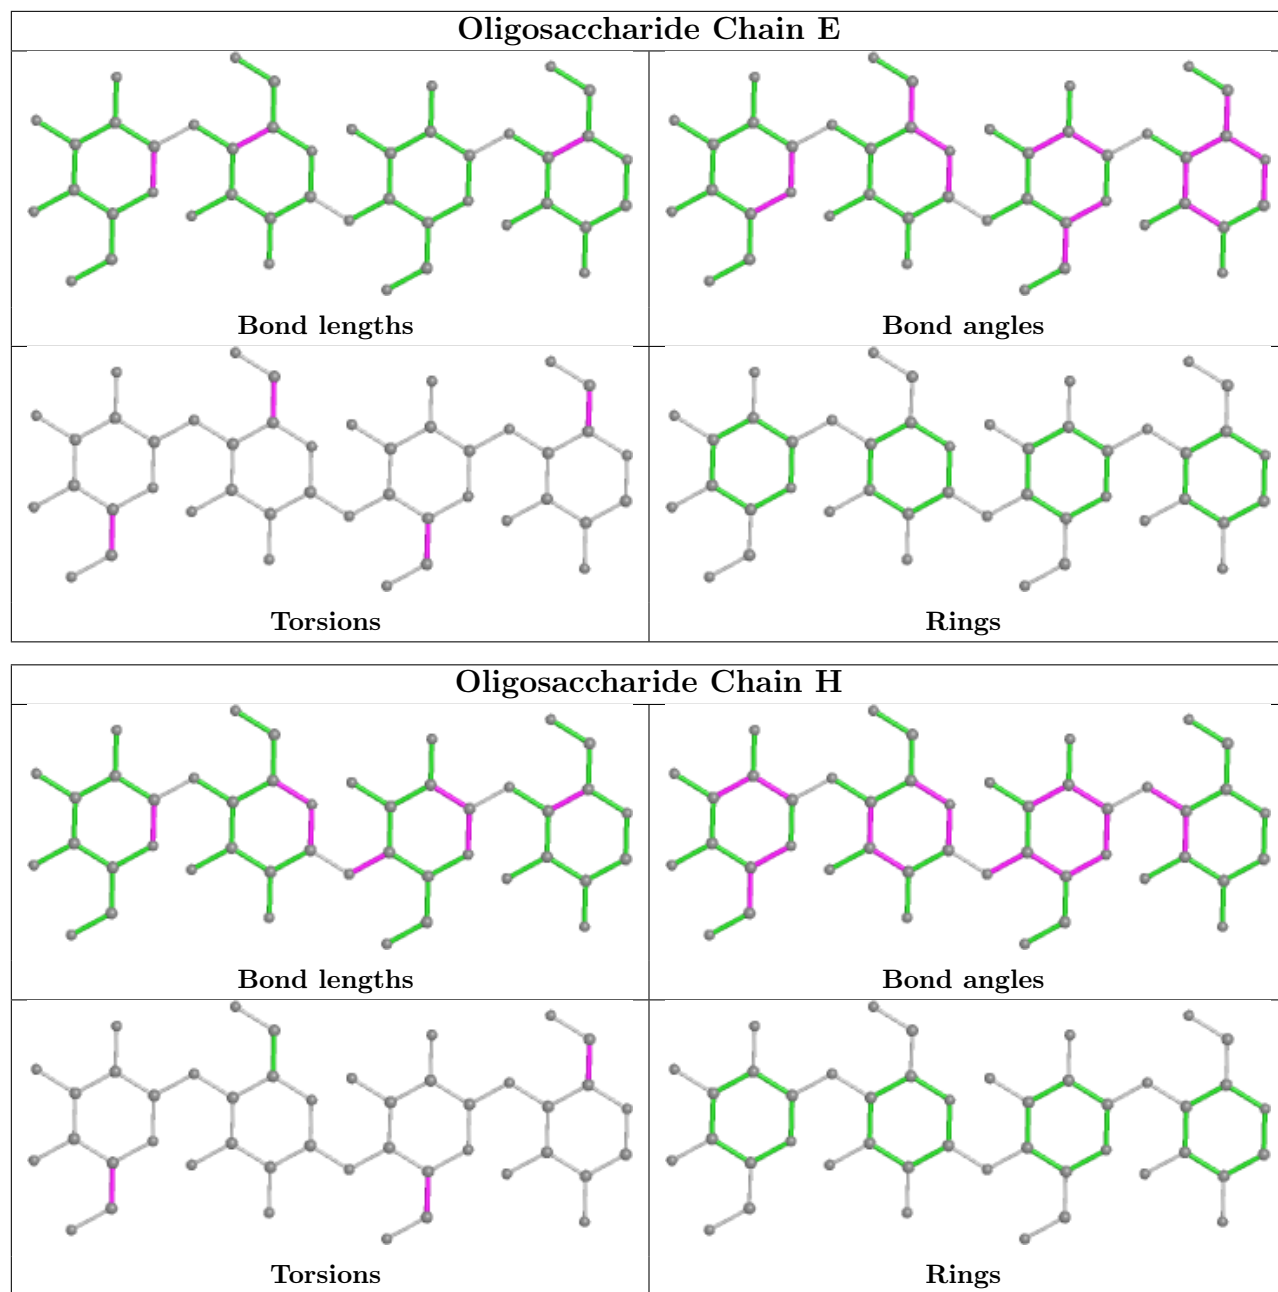 Oligosaccharide Chain E
Bond lengths
Bond angles
Torsions
Rings
Oligosaccharide Chain H
Bond lengths
Bond angles
Torsions
Rings